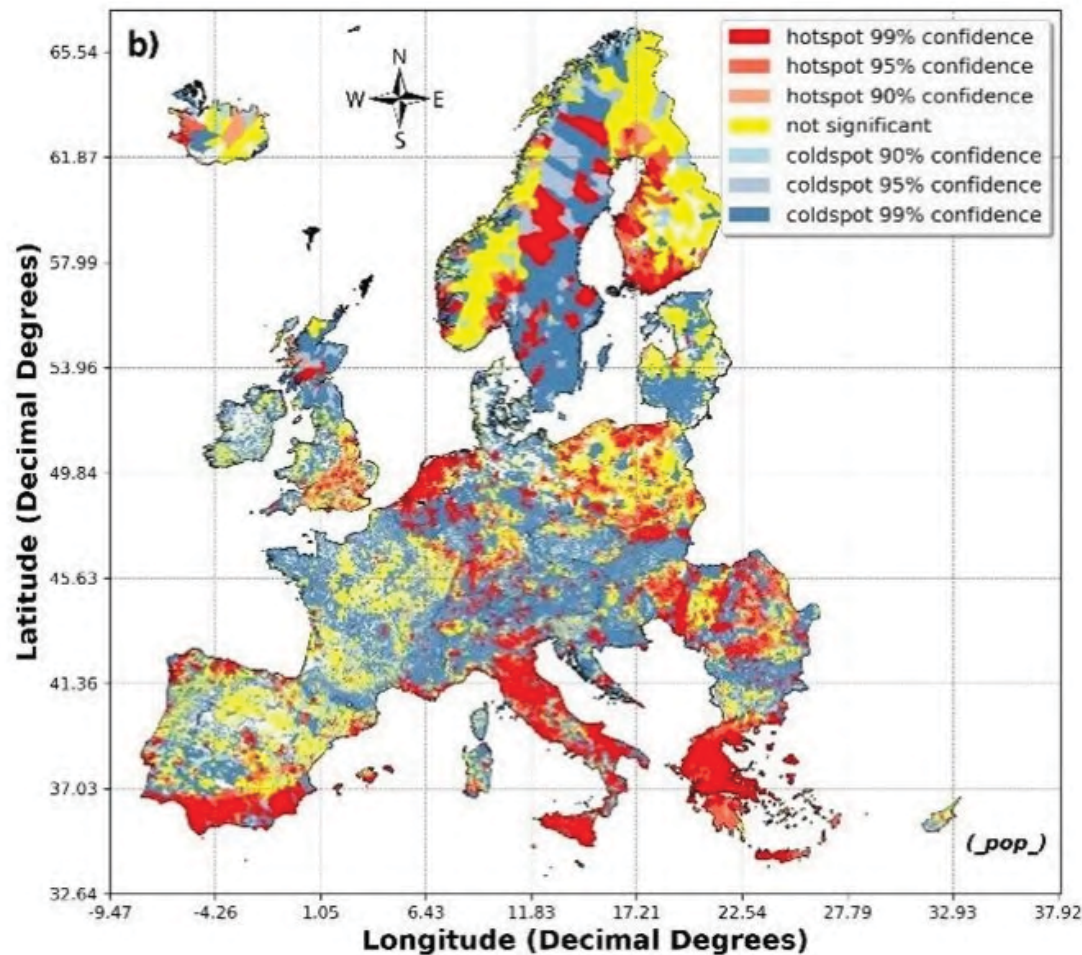 b)
N
W E
S
hotspot 99% confidence
hotspot 95% confidence
hotspot 90% confidence
not significant
coldspot 90% confidence
coldspot 95% confidence
coldspot 99% confidence
Latitude (Decimal Degrees)
65.54
61.87
57.99
53.96
49.84
45.63
41.36
37.03
32.64
(_pop_)
-9.47 -4.26 1.05 6.43 11.83 17.21 22.54 27.79 32.93 37.92
Longitude (Decimal Degrees)